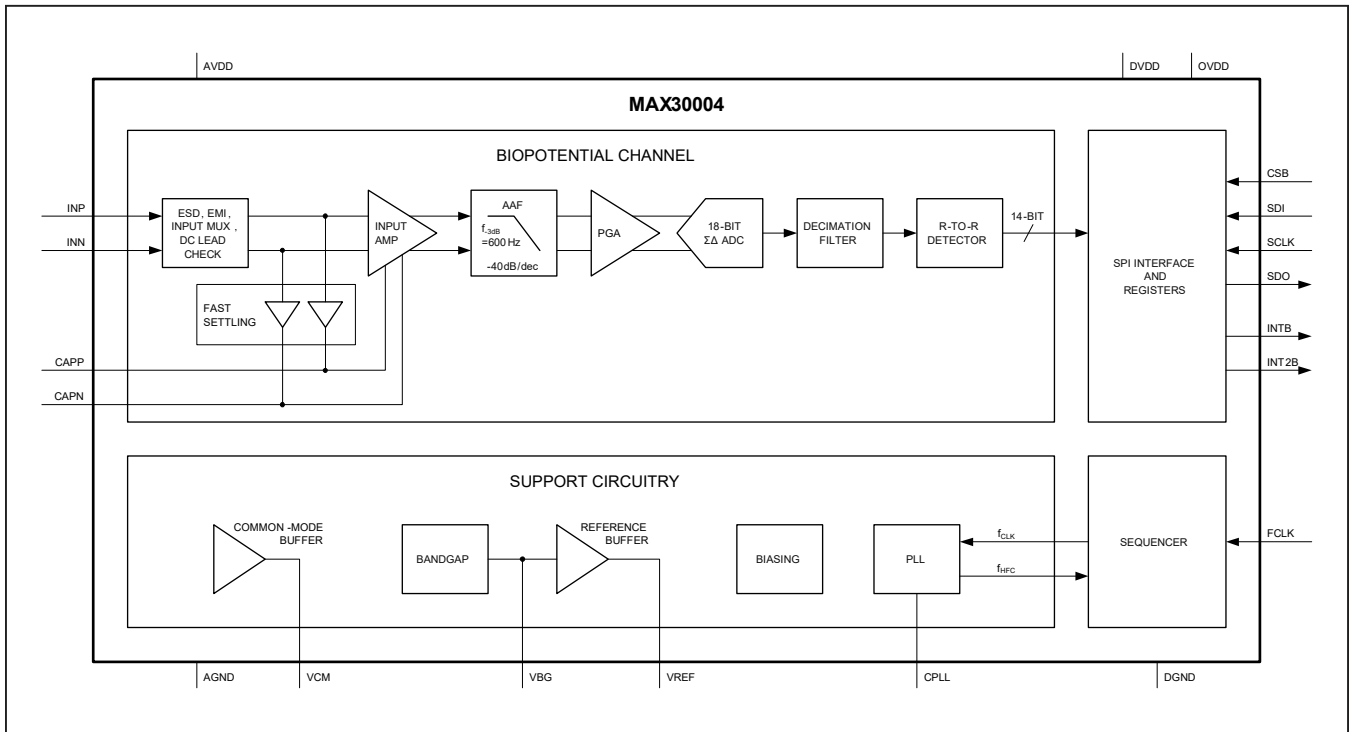 AVDD
DVDD
OVDD
MAX30004
BIOPOTENTIAL CHANNEL
INP
INN
ESD, EMI ,
INPUT MUX ,
DC LEAD
CHECK
INPUT
AMP
AAF
f-3dB
=600 Hz
-40dB/dec
PGA
18-BIT
ΣΔ ADC
DECIMATION
FILTER
R-TO-R
DETECTOR
14-BIT
FAST
SETTLING
CAPP
CAPN
SPI INTERFACE
AND
REGISTERS
CSB
SDI
SCLK
SDO
INTB
INT2B
SUPPORT CIRCUITRY
COMMON -MODE
BUFFER
BANDGAP
REFERENCE
BUFFER
BIASING
PLL
fCLK
fHFC
SEQUENCER
FCLK
AGND
VCM
VBG
VREF
CPLL
DGND